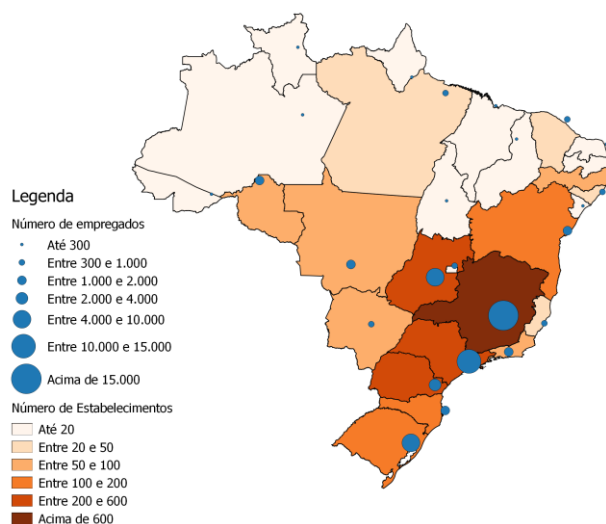 Legenda
Número de empregados
Até 300
Entre 300 e 1.000
Entre 1.000 e 2.000
Entre 2.000 e 4.000
Entre 4.000 e 10.000
Entre 10.000 e 15.000
Acima de 15.000
Número de Estabelecimentos
Até 20
Entre 20 e 50
Entre 50 e 100
Entre 100 e 200
Entre 200 e 600
Acima de 600